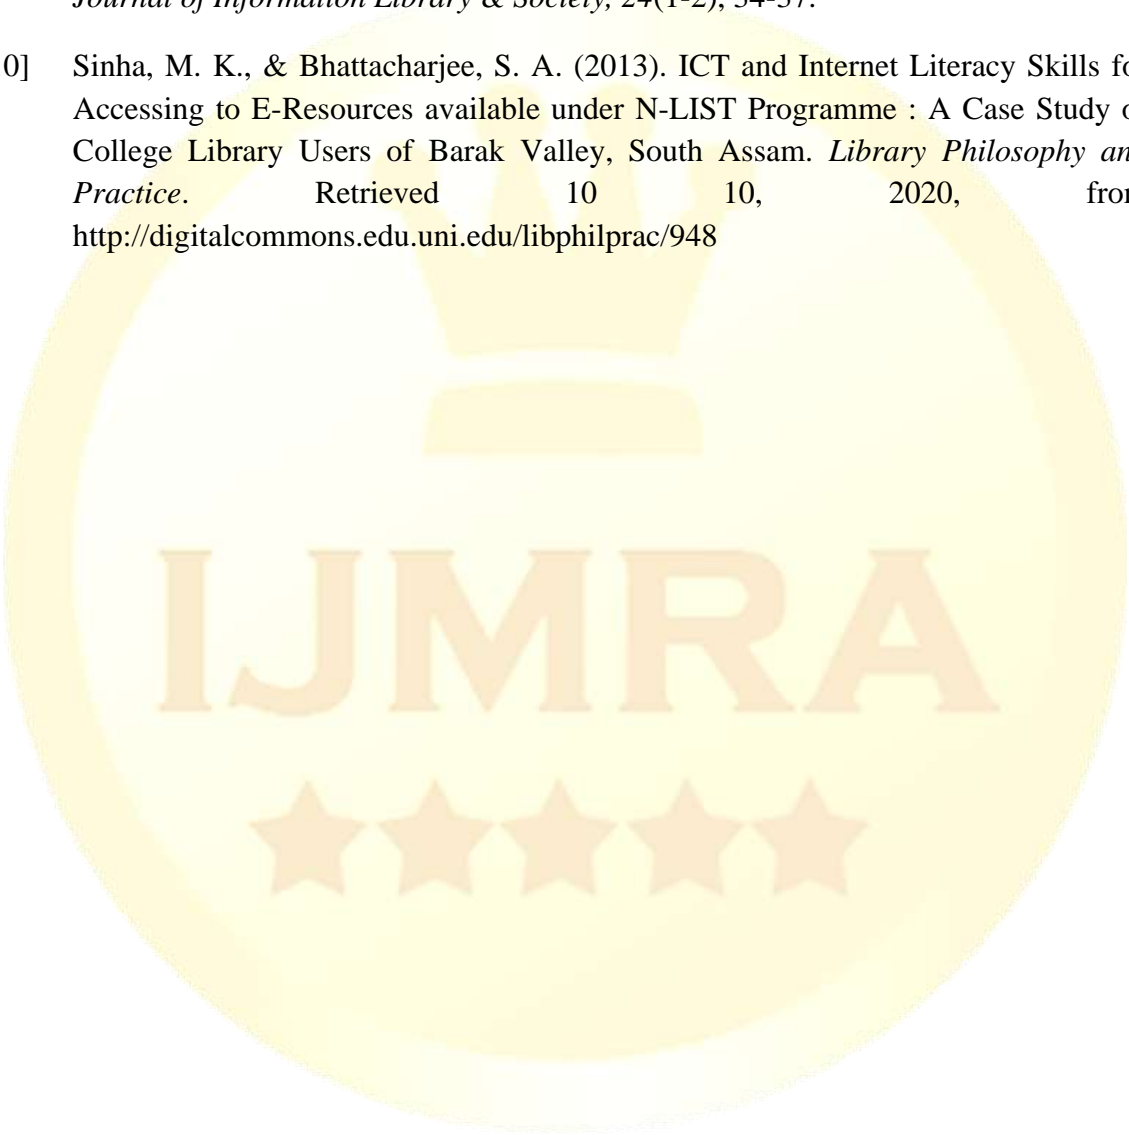 Journal of Information Library & Society, 24(1-2), 34-37.
0] Sinha, M. K., & Bhattacharjee, S. A. (2013). ICT and Internet Literacy Skills fo
Accessing to E-Resources available under N-LIST Programme : A Case Study o
College Library Users of Barak Valley, South Assam. Library Philosophy an
Practice. Retrieved 10 10, 2020, from
http://digitalcommons.edu.uni.edu/libphilprac/948
IJMRA